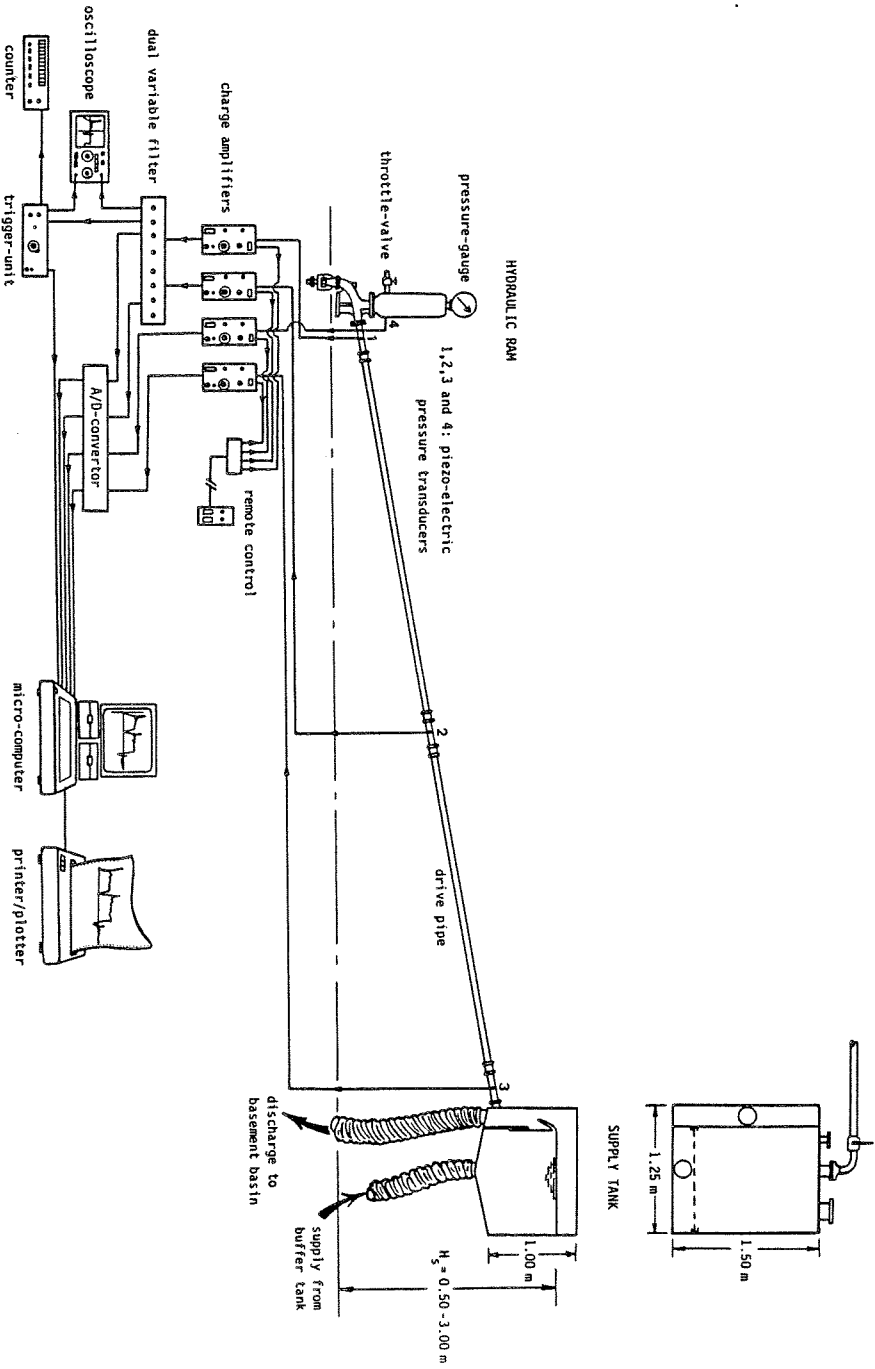 HYDRAULIC RAM
pressure-gauge
throttle-valve
1,2,3 and 4: piezo-electric
pressure transducers
4
1
2
3
drive pipe
SUPPLY TANK
1.25 m
1.50 m
1.00 m
H_s = 0.50-3.00 m
discharge to
basement basin
supply from
buffer tank
charge amplifiers
dual variable filter
oscilloscope
counter
trigger-unit
A/D-convertor
remote control
micro-computer
printer/plotter